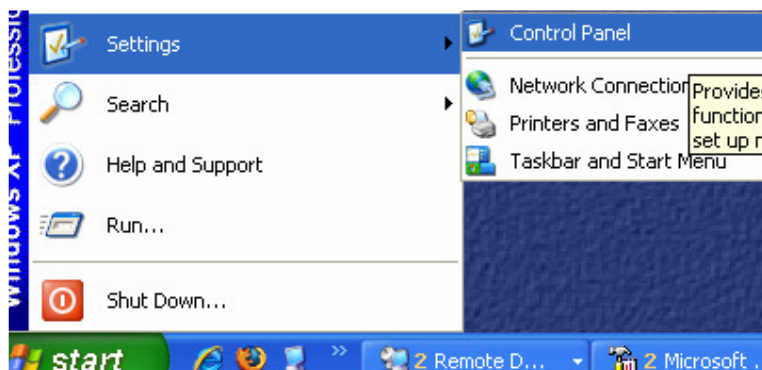 Windows XP Professio
Settings
Search
Help and Support
Run...
Shut Down...
Control Panel
Network Connection
Printers and Faxes
Taskbar and Start Menu
Provides
function
set up
start
2 Remote D...
2 Microsoft .